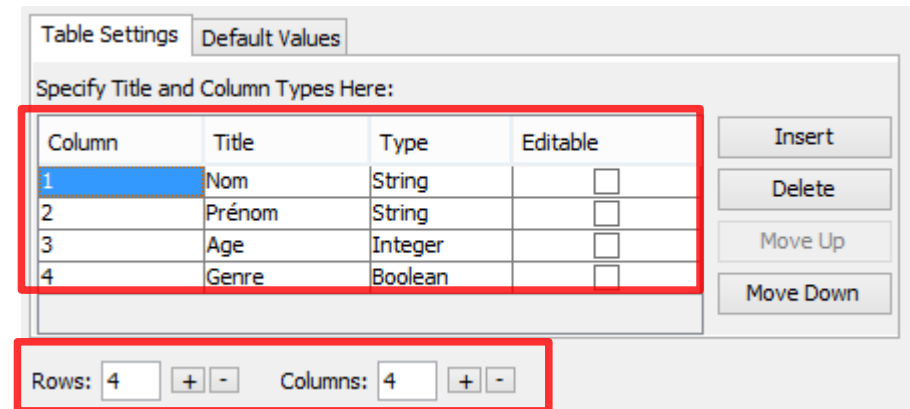 Table Settings Default Values
Specify Title and Column Types Here:
Column Title Type Editable Insert
1 Nom String Delete
2 Prénom String
3 Age Integer Move Up
4 Genre Boolean Move Down
Rows: 4 + - Columns: 4 + -